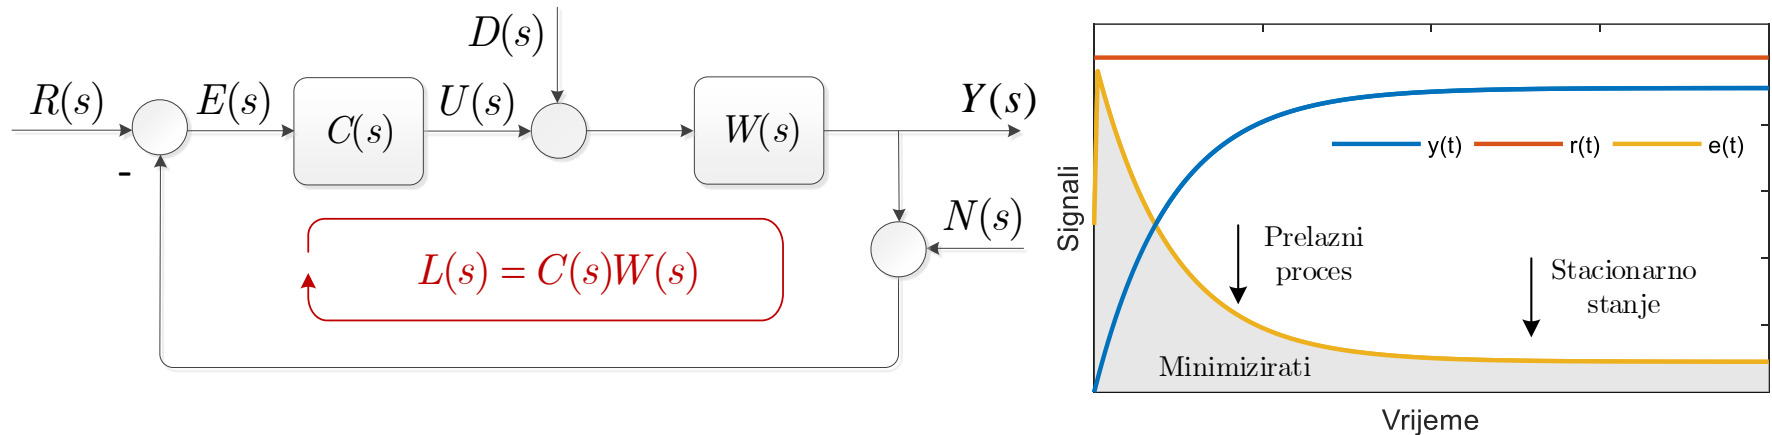 D(s)
R(s)
E(s)
C(s)
U(s)
W(s)
Y(s)
-
N(s)
L(s) = C(s)W(s)
Signali
y(t)
r(t)
e(t)
Prelazni
proces
Stacionarno
stanje
Minimizirati
Vrijeme